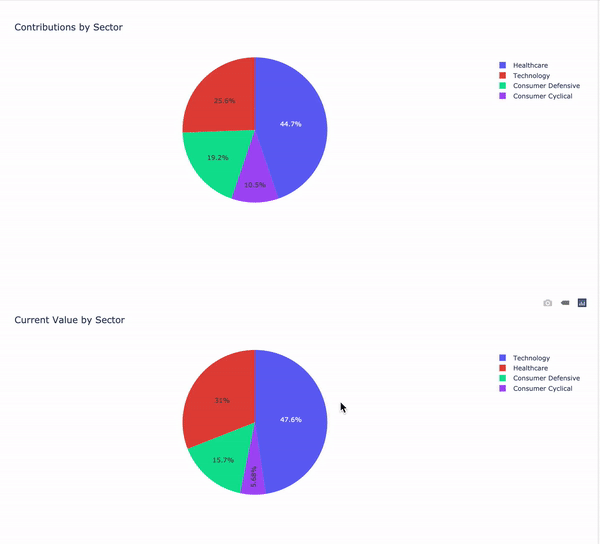 Contributions by Sector
Healthcare
Technology
Consumer Defensive
Consumer Cyclical
25.6%
44.7%
19.2%
10.5%
Current Value by Sector
Technology
Healthcare
Consumer Defensive
Consumer Cyclical
31%
47.6%
15.7%
5.68%